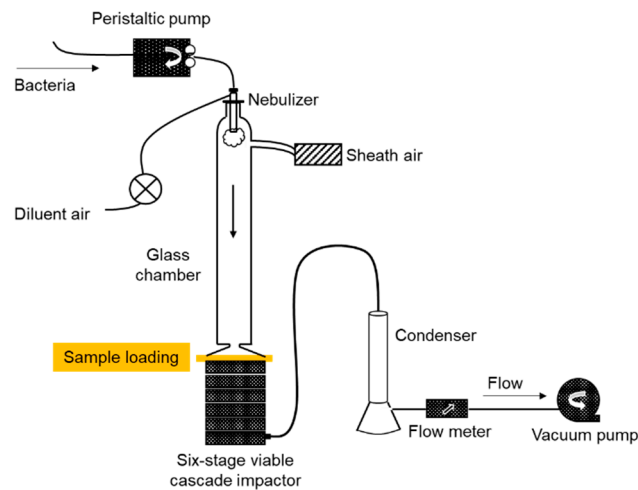 Peristaltic pump
Bacteria
Nebulizer
Sheath air
Diluent air
Glass
chamber
Condenser
Sample loading
Flow
Flow meter
Vacuum pump
Six-stage viable
cascade impactor